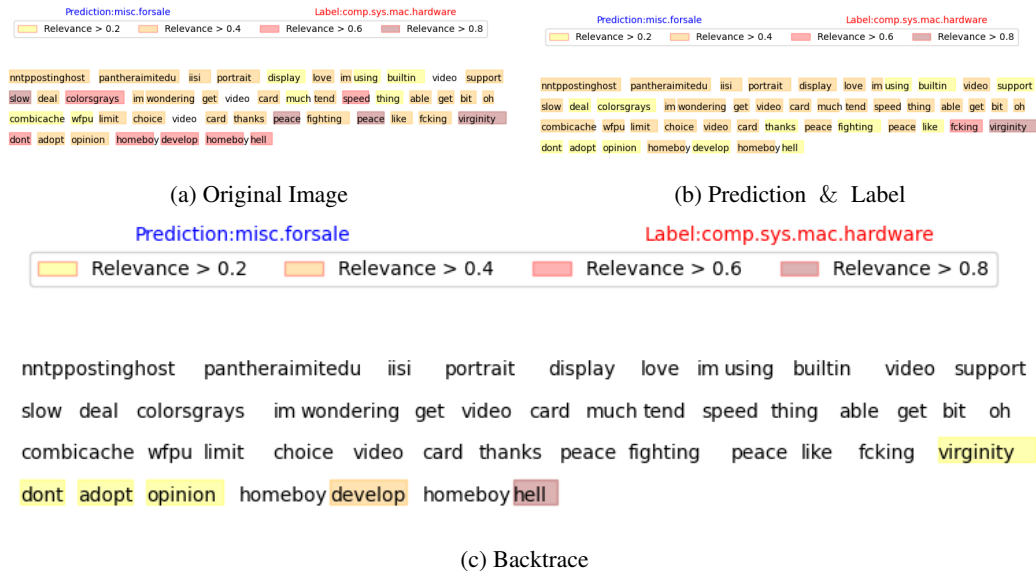 Prediction:misc.forsale Label:comp.sys.mac.hardware
Relevance > 0.2 Relevance > 0.4 Relevance > 0.6 Relevance > 0.8
nntppostinghost pantheraimitedu iisi portrait display love im using builtin video support
slow deal colorsgrays im wondering get video card much tend speed thing able get bit oh
combicache wfpu limit choice video card thanks peace fighting peace like fcking virginity
dont adopt opinion homeboy develop homeboy hell
(a) Original Image
Prediction:misc.forsale Label:comp.sys.mac.hardware
Relevance > 0.2 Relevance > 0.4 Relevance > 0.6 Relevance > 0.8
nntppostinghost pantheraimitedu iisi portrait display love im using builtin video support
slow deal colorsgrays im wondering get video card much tend speed thing able get bit oh
combicache wfpu limit choice video card thanks peace fighting peace like fcking virginity
dont adopt opinion homeboy develop homeboy hell
(b) Prediction & Label
Prediction:misc.forsale Label:comp.sys.mac.hardware
Relevance > 0.2 Relevance > 0.4 Relevance > 0.6 Relevance > 0.8
nntppostinghost pantheraimitedu iisi portrait display love im using builtin video support
slow deal colorsgrays im wondering get video card much tend speed thing able get bit oh
combicache wfpu limit choice video card thanks peace fighting peace like fcking virginity
dont adopt opinion homeboy develop homeboy hell
(c) Backtrace